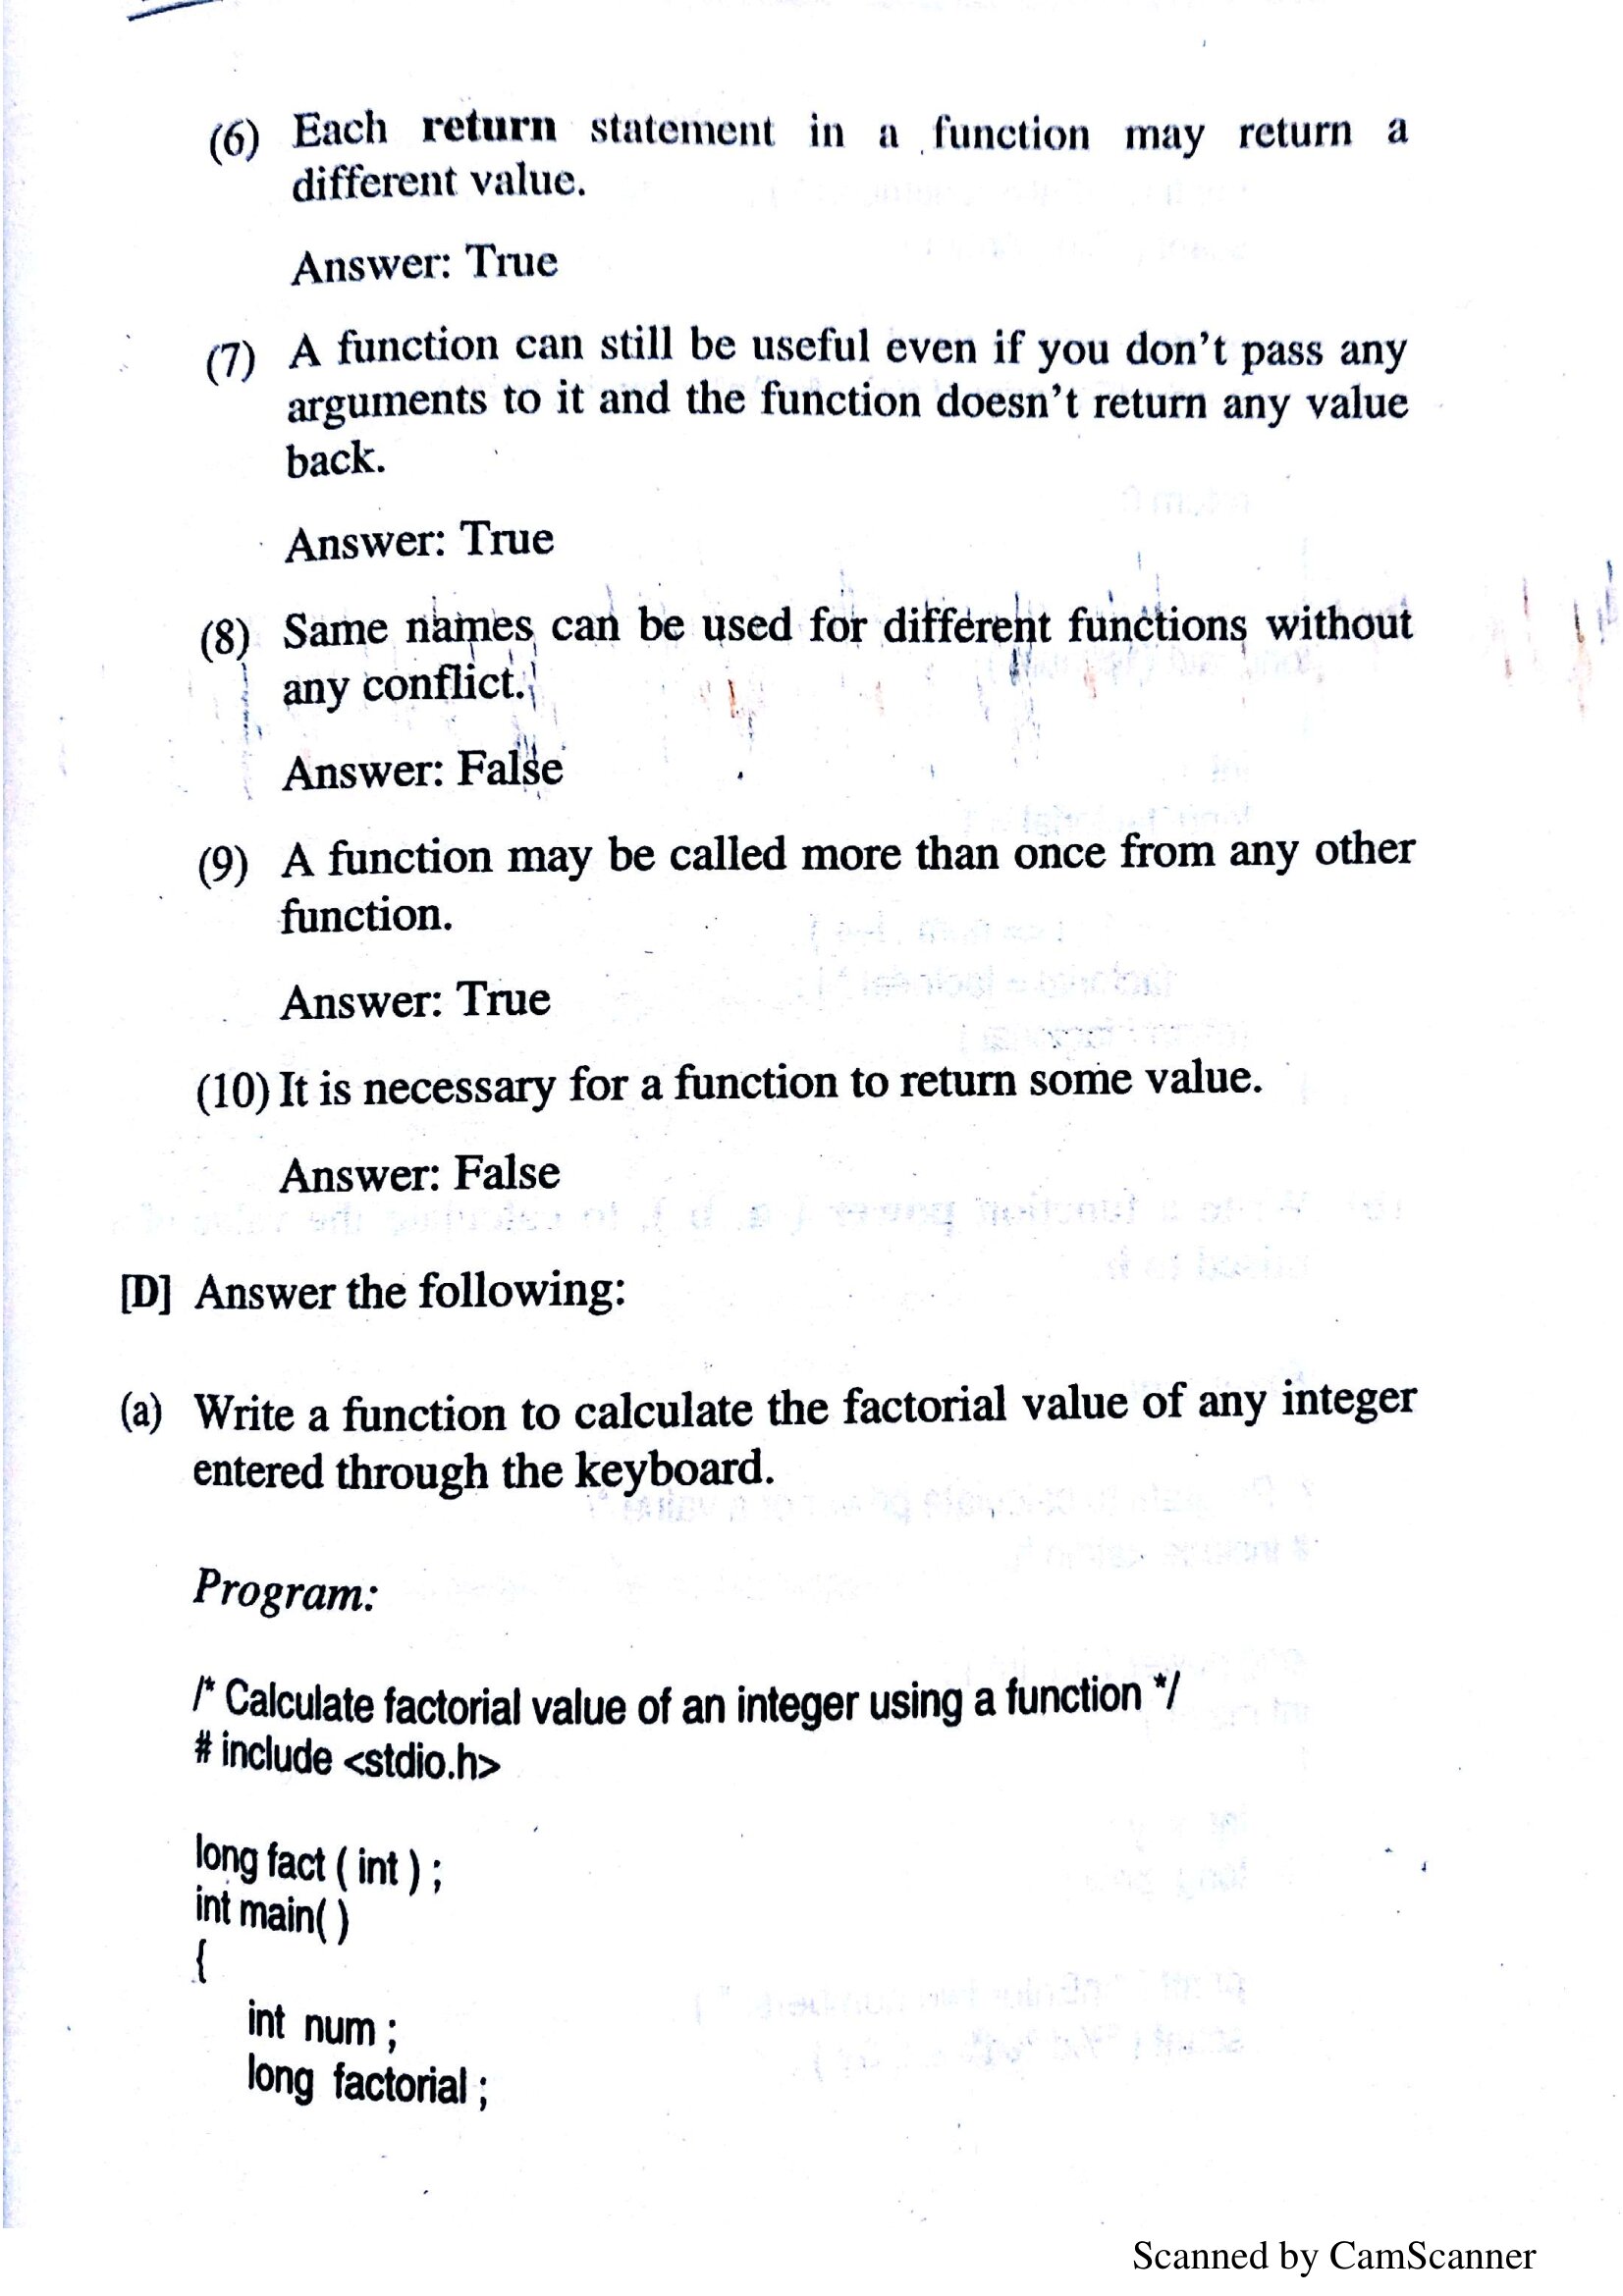 (6) Each return statement in a function may return a
different value.
Answer: True
(7) A function can still be useful even if you don't pass any
arguments to it and the function doesn't return any value
back.
Answer: True
(8) Same names can be used for different functions without
any conflict.
Answer: False
(9) A function may be called more than once from any other
function.
Answer: True
(10) It is necessary for a function to return some value.
Answer: False
[D] Answer the following:
(a) Write a function to calculate the factorial value of any integer
entered through the keyboard.
Program:
/* Calculate factorial value of an integer using a function */
# include <stdio.h>
long fact ( int ) ;
int main( )
{
int num ;
long factorial ;
Scanned by CamScanner